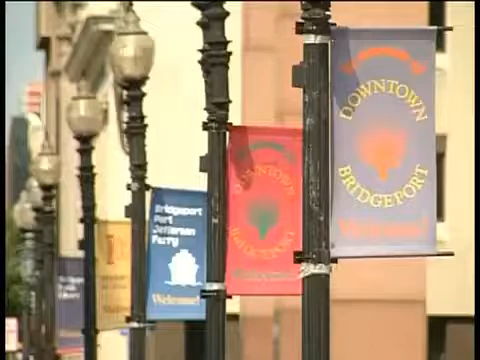 DOWNTOWN
BRIDGEPORT
Welcome!
DOWNTOWN
BRIDGEPORT
Welcome!
Bridgeport
Port
Jefferson
Ferry
Welcome!